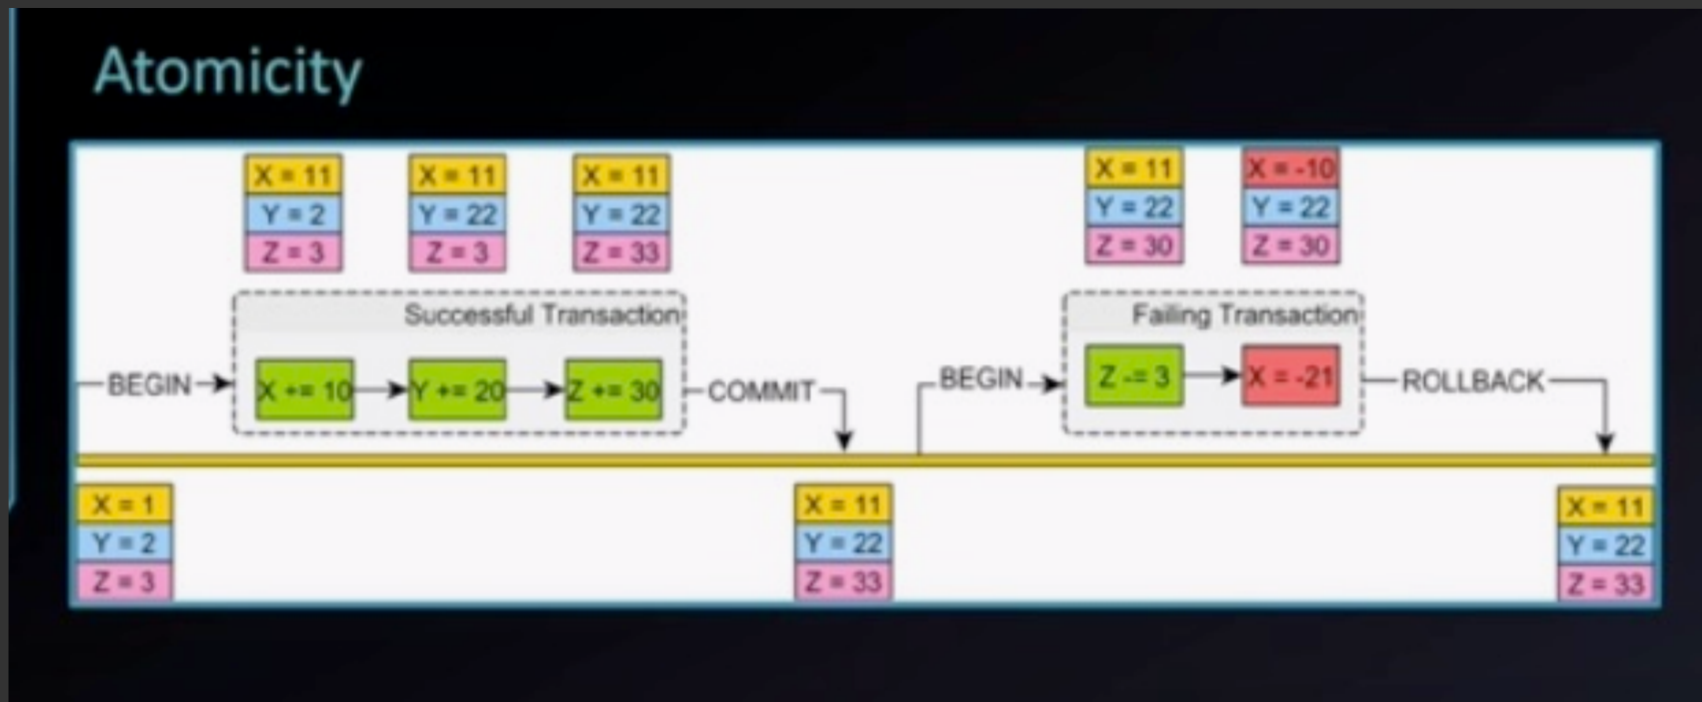 Atomicity
X = 11
Y = 2
Z = 3
X = 11
Y = 22
Z = 3
X = 11
Y = 22
Z = 33
X = 11
Y = 22
Z = 30
X = -10
Y = 22
Z = 30
Successful Transaction
BEGIN
X += 10
Y += 20
Z += 30
COMMIT
Failing Transaction
BEGIN
Z -= 3
X = -21
ROLLBACK
X = 1
Y = 2
Z = 3
X = 11
Y = 22
Z = 33
X = 11
Y = 22
Z = 33